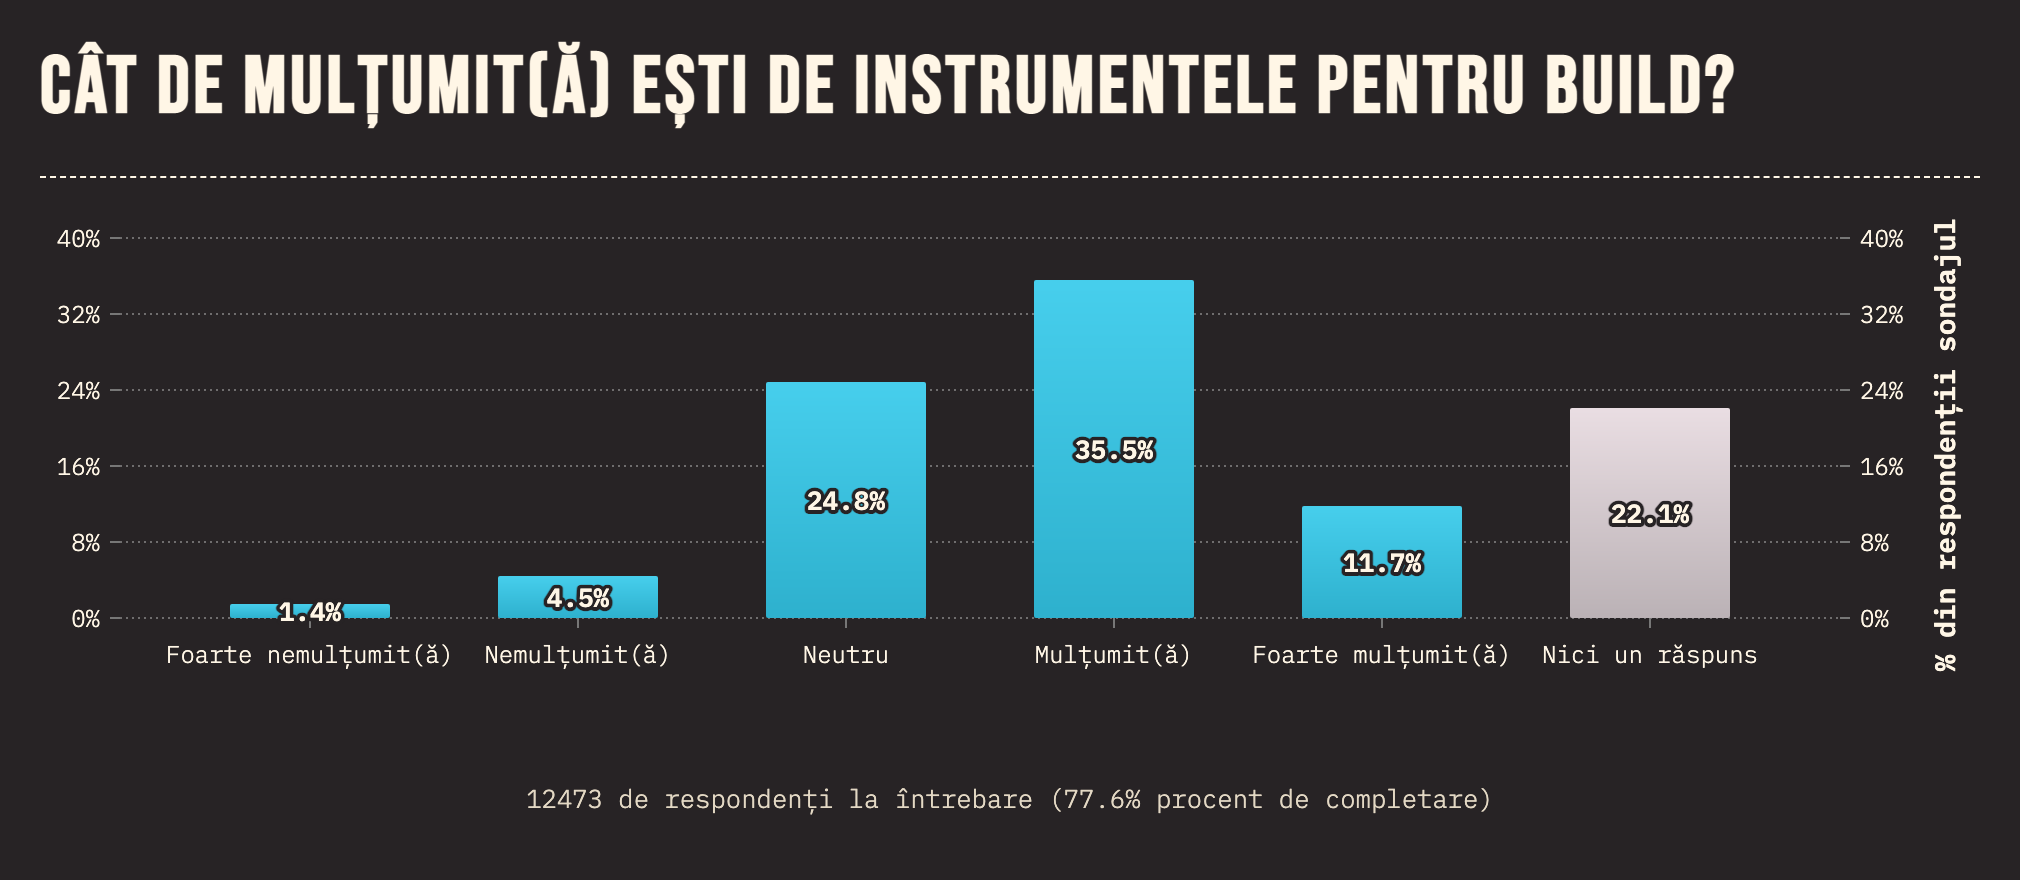 CÂT DE MULȚUMIT(Ă) EȘTI DE INSTRUMENTELE PENTRU BUILD?
40%
32%
24%
16%
8%
0%
40%
32%
24%
16%
8%
0%
% din respondenții sondajul
1.4%
4.5%
24.8%
35.5%
11.7%
22.1%
Foarte nemulțumit(ă)
Nemulțumit(ă)
Neutru
Mulțumit(ă)
Foarte mulțumit(ă)
Nici un răspuns
12473 de respondenți la întrebare (77.6% procent de completare)